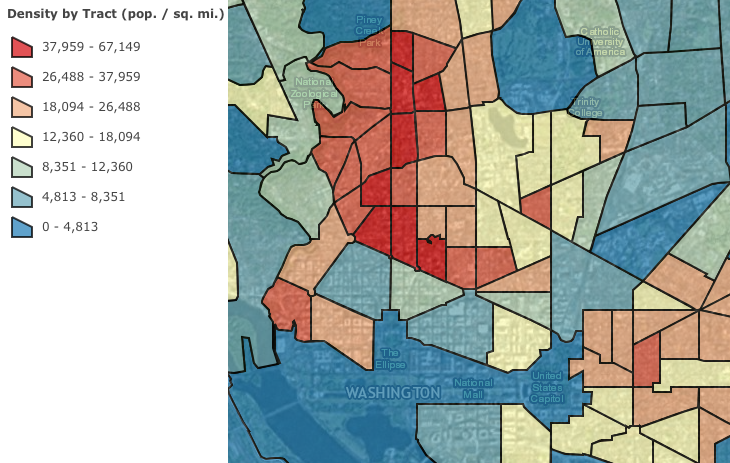 Density by Tract (pop. / sq. mi.)
37,959 - 67,149
26,488 - 37,959
18,094 - 26,488
12,360 - 18,094
8,351 - 12,360
4,813 - 8,351
0 - 4,813
Piney
Creek
Park
Catholic
University
of America
National
Zoological
Park
Trinity
College
The
Ellipse
WASHINGTON
National
Mall
United
States
Capitol